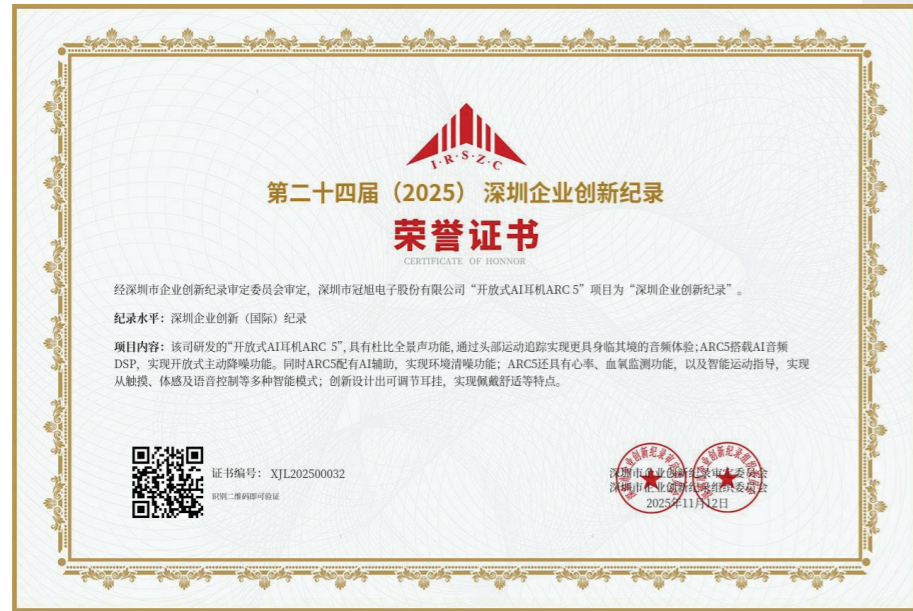 I·R·S·Z·C
第二十四届（2025） 深圳企业创新纪录
荣誉证书
CERTIFICATE OF HONNOR
经深圳市企业创新纪录审定委员会审定，深圳市冠旭电子股份有限公司“开放式AI耳机ARC 5”项目为“深圳企业创新纪录”。
纪录水平：深圳企业创新（国际）纪录
项目内容：该司研发的“开放式AI耳机ARC 5”, 具有杜比全景声功能, 通过头部运动追踪实现更具身临其境的音频体验; ARC5搭载AI音频
DSP，实现开放式主动降噪功能。同时ARC5配有AI辅助，实现环境清噪功能；ARC5还具有心率、血氧监测功能，以及智能运动指导，实现
从触摸、体感及语音控制等多种智能模式；创新设计出可调节耳挂，实现佩戴舒适等特点。
证书编号： XJL202500032
识别二维码即可验证
深圳市企业创新纪录审定委员会
深圳市企业创新纪录组织委员会
2025年11月12日